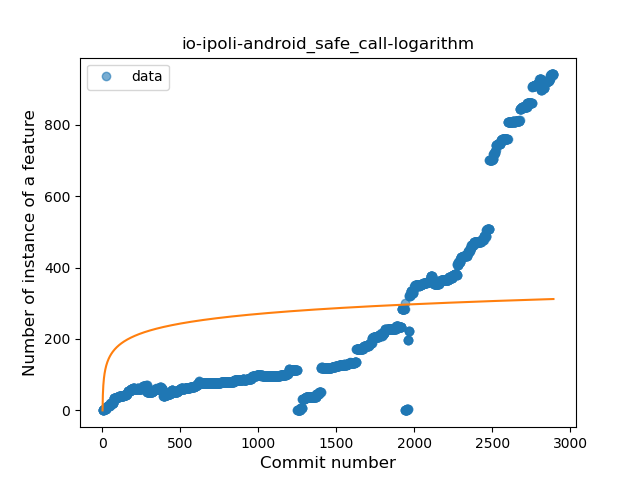 io-ipoli-android_safe_call-logarithm
data
Number of instance of a feature
800
600
400
200
0
0 500 1000 1500 2000 2500 3000
Commit number